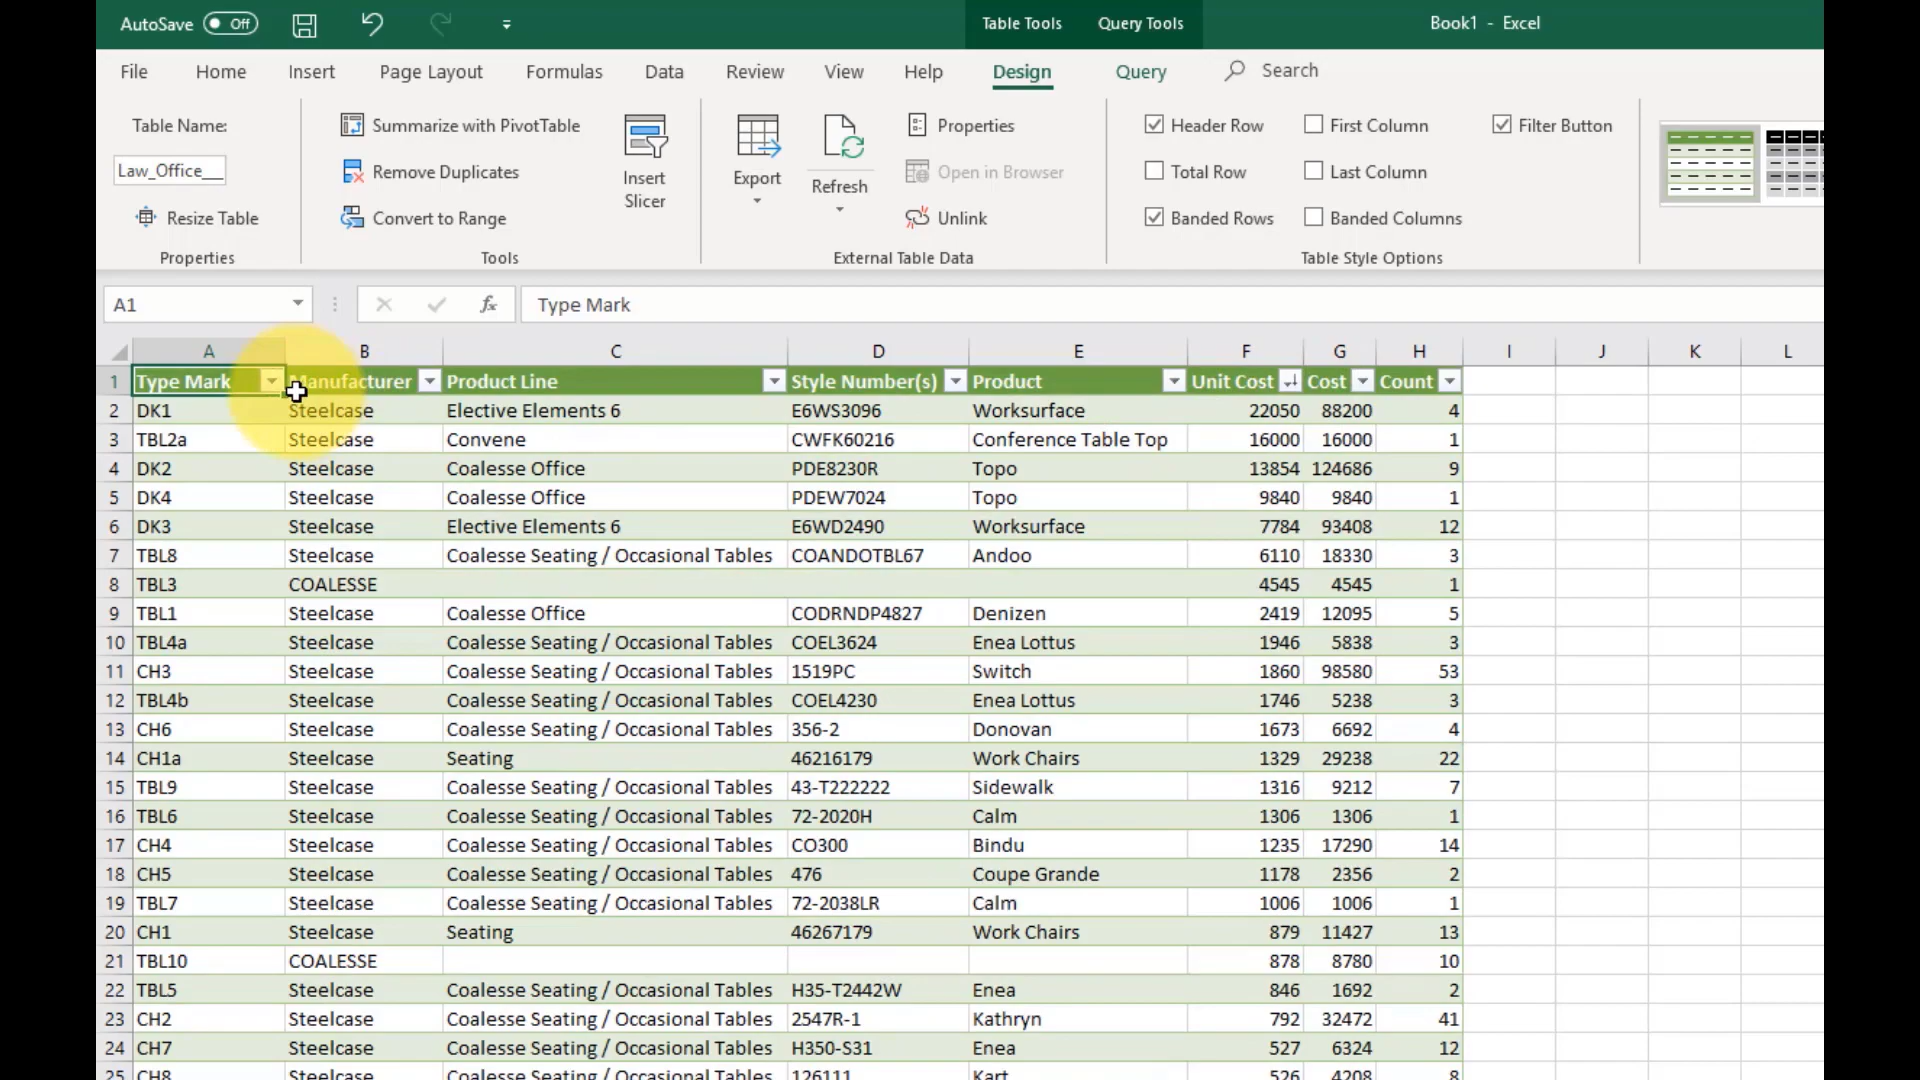 AutoSave Off Table Tools Query Tools Book1 - Excel
File Home Insert Page Layout Formulas Data Review View Help Design Query Search
Table Name: Summarize with PivotTable Properties Header Row First Column Filter Button
Law_Office___ Remove Duplicates Insert Slicer Export Refresh Open in Browser Total Row Last Column
Resize Table Convert to Range Unlink Banded Rows Banded Columns
Properties Tools External Table Data Table Style Options
A1 fx Type Mark
A B C D E F G H I J K L
1 Type Mark Manufacturer Product Line Style Number(s) Product Unit Cost Cost Count
2 DK1 Steelcase Elective Elements 6 E6WS3096 Worksurface 22050 88200 4
3 TBL2a Steelcase Convene CWFK60216 Conference Table Top 16000 16000 1
4 DK2 Steelcase Coalesse Office PDE8230R Topo 13854 124686 9
5 DK4 Steelcase Coalesse Office PDEW7024 Topo 9840 9840 1
6 DK3 Steelcase Elective Elements 6 E6WD2490 Worksurface 7784 93408 12
7 TBL8 Steelcase Coalesse Seating / Occasional Tables COANDOTBL67 Andoo 6110 18330 3
8 TBL3 COALESSE 4545 4545 1
9 TBL1 Steelcase Coalesse Office CODRNDP4827 Denizen 2419 12095 5
10 TBL4a Steelcase Coalesse Seating / Occasional Tables COEL3624 Enea Lottus 1946 5838 3
11 CH3 Steelcase Coalesse Seating / Occasional Tables 1519PC Switch 1860 98580 53
12 TBL4b Steelcase Coalesse Seating / Occasional Tables COEL4230 Enea Lottus 1746 5238 3
13 CH6 Steelcase Coalesse Seating / Occasional Tables 356-2 Donovan 1673 6692 4
14 CH1a Steelcase Seating 46216179 Work Chairs 1329 29238 22
15 TBL9 Steelcase Coalesse Seating / Occasional Tables 43-T222222 Sidewalk 1316 9212 7
16 TBL6 Steelcase Coalesse Seating / Occasional Tables 72-2020H Calm 1306 1306 1
17 CH4 Steelcase Coalesse Seating / Occasional Tables CO300 Bindu 1235 17290 14
18 CH5 Steelcase Coalesse Seating / Occasional Tables 476 Coupe Grande 1178 2356 2
19 TBL7 Steelcase Coalesse Seating / Occasional Tables 72-2038LR Calm 1006 1006 1
20 CH1 Steelcase Seating 46267179 Work Chairs 879 11427 13
21 TBL10 COALESSE 878 8780 10
22 TBL5 Steelcase Coalesse Seating / Occasional Tables H35-T2442W Enea 846 1692 2
23 CH2 Steelcase Coalesse Seating / Occasional Tables 2547R-1 Kathryn 792 32472 41
24 CH7 Steelcase Coalesse Seating / Occasional Tables H350-S31 Enea 527 6324 12
25 CH8 Steelcase Coalesse Seating / Occasional Tables 126111 Kart 526 4208 8